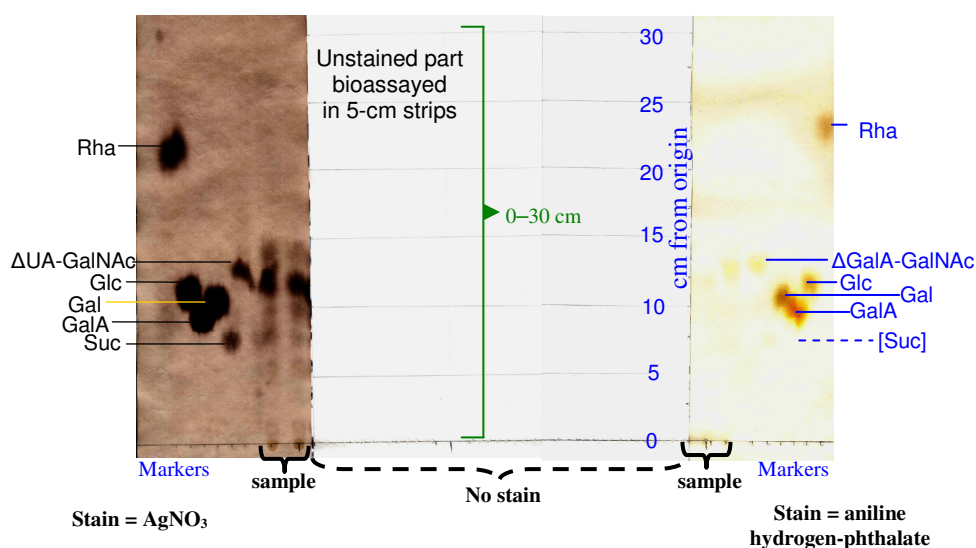 Unstained part
bioassayed
in 5-cm strips
0–30 cm
30
25
20
15
10
5
0
cm from origin
Rha
ΔUA-GalNAc
Glc
Gal
GalA
Suc
Rha
ΔGalA-GalNAc
Glc
Gal
GalA
[Suc]
Markers
sample
No stain
sample
Markers
Stain = AgNO₃
Stain = aniline
hydrogen-phthalate